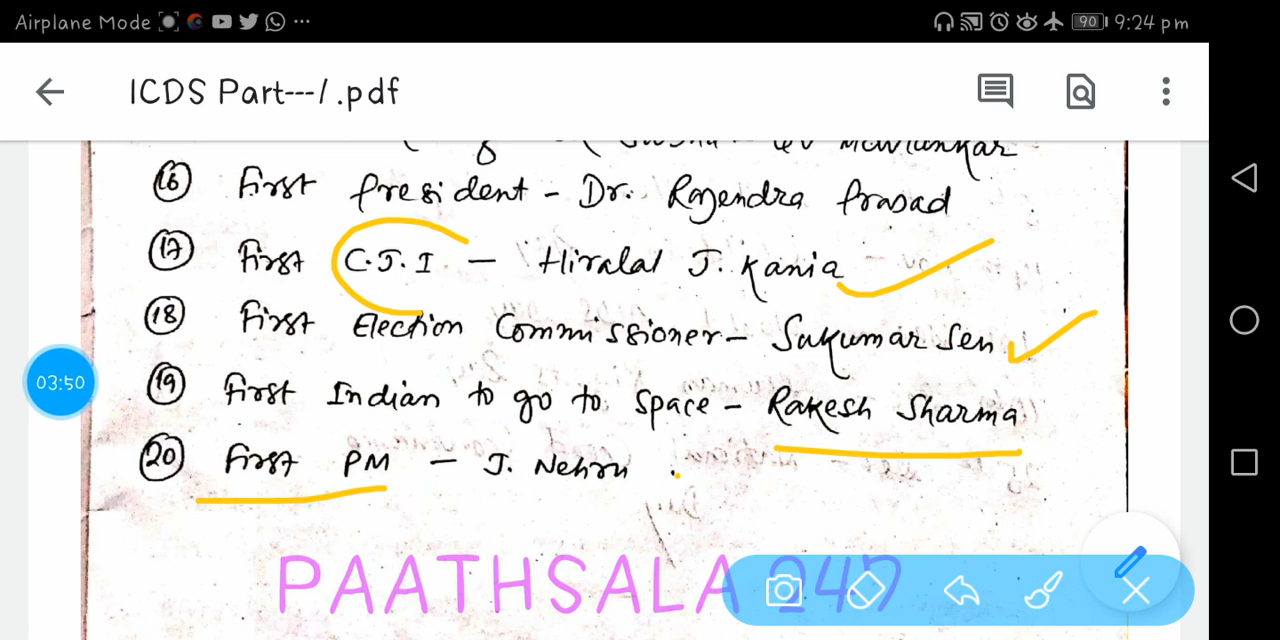 Airplane Mode ... 90 9:24 pm
ICDS Part---1 .pdf
Mavlankar
(16) First President - Dr. Rajendra Prasad
(17) First C.J.I - Hiralal J. Kania
(18) First Election Commissioner - Sukumar Sen
(19) First Indian to go to space - Rakesh Sharma
(20) First PM - J. Nehru .
03:50
PAATHSALA 247